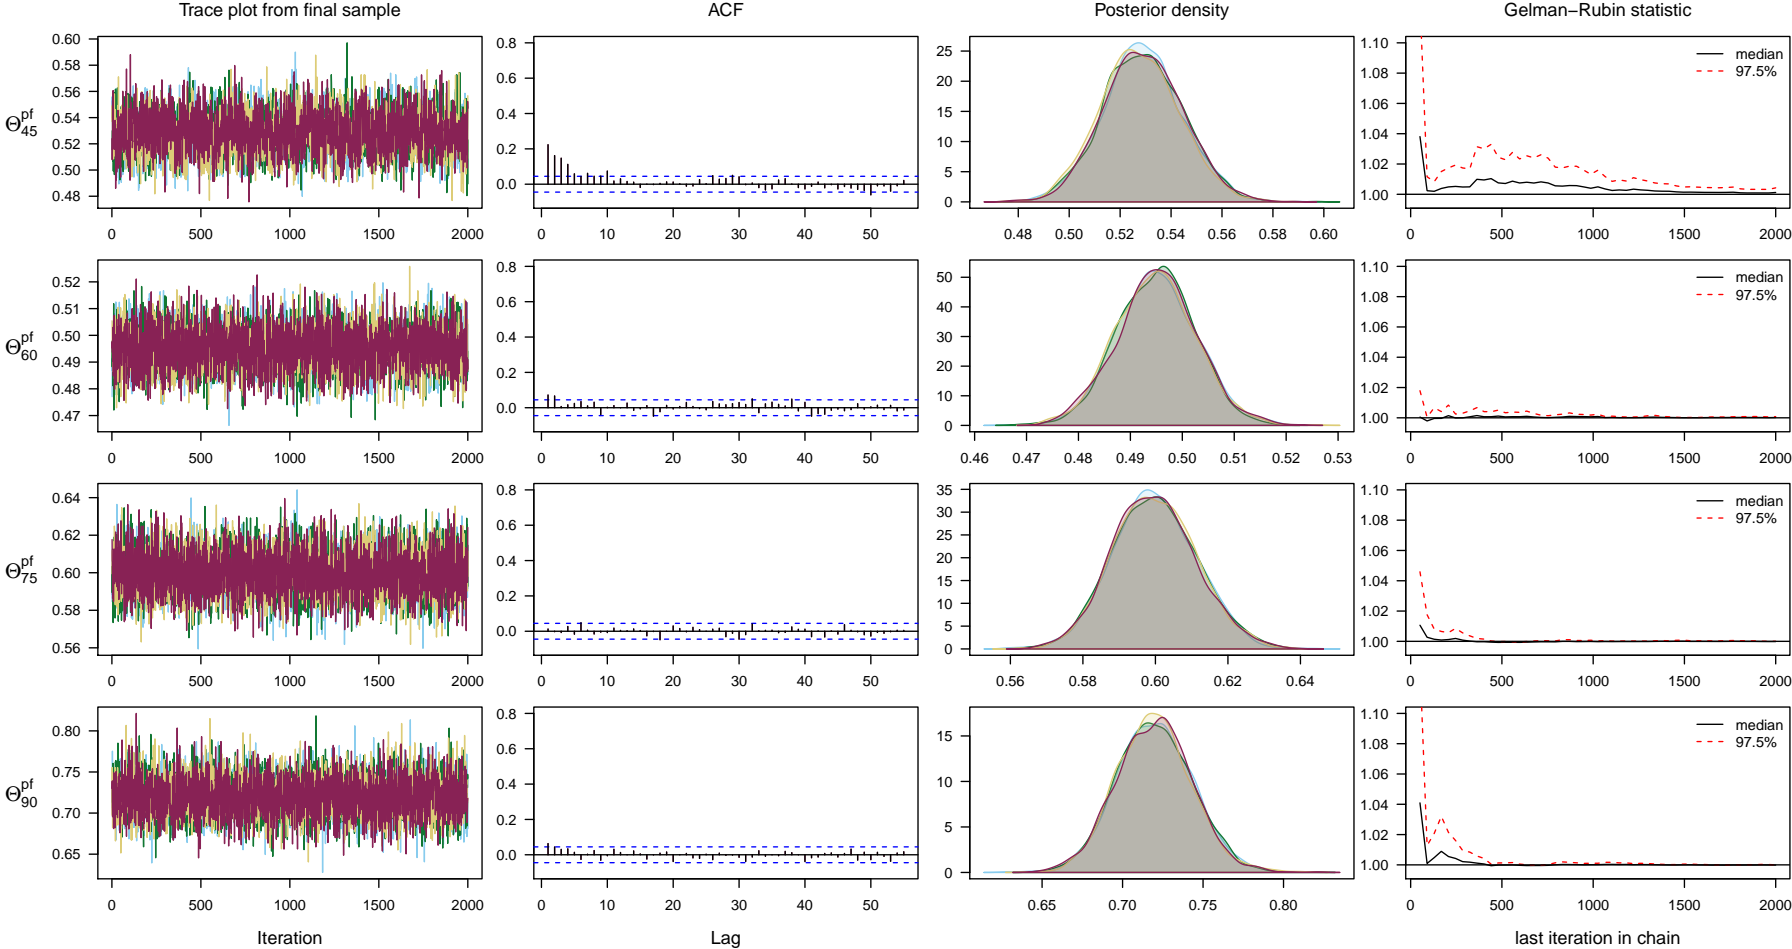 Trace plot from final sample ACF Posterior density Gelman−Rubin statistic
Θ45pf
0.60 0.58 0.56 0.54 0.52 0.50 0.48
0 500 1000 1500 2000
0.8 0.6 0.4 0.2 0.0
0 10 20 30 40 50
25 20 15 10 5 0
0.48 0.50 0.52 0.54 0.56 0.58 0.60
1.10 1.08 1.06 1.04 1.02 1.00
median
97.5%
0 500 1000 1500 2000
Θ60pf
0.52 0.51 0.50 0.49 0.48 0.47
0 500 1000 1500 2000
0.8 0.6 0.4 0.2 0.0
0 10 20 30 40 50
50 40 30 20 10 0
0.46 0.47 0.48 0.49 0.50 0.51 0.52 0.53
1.10 1.08 1.06 1.04 1.02 1.00
median
97.5%
0 500 1000 1500 2000
Θ75pf
0.64 0.62 0.60 0.58 0.56
0 500 1000 1500 2000
0.8 0.6 0.4 0.2 0.0
0 10 20 30 40 50
35 30 25 20 15 10 5 0
0.56 0.58 0.60 0.62 0.64
1.10 1.08 1.06 1.04 1.02 1.00
median
97.5%
0 500 1000 1500 2000
Θ90pf
0.80 0.75 0.70 0.65
0 500 1000 1500 2000
0.8 0.6 0.4 0.2 0.0
0 10 20 30 40 50
15 10 5 0
0.65 0.70 0.75 0.80
1.10 1.08 1.06 1.04 1.02 1.00
median
97.5%
0 500 1000 1500 2000
Iteration Lag last iteration in chain